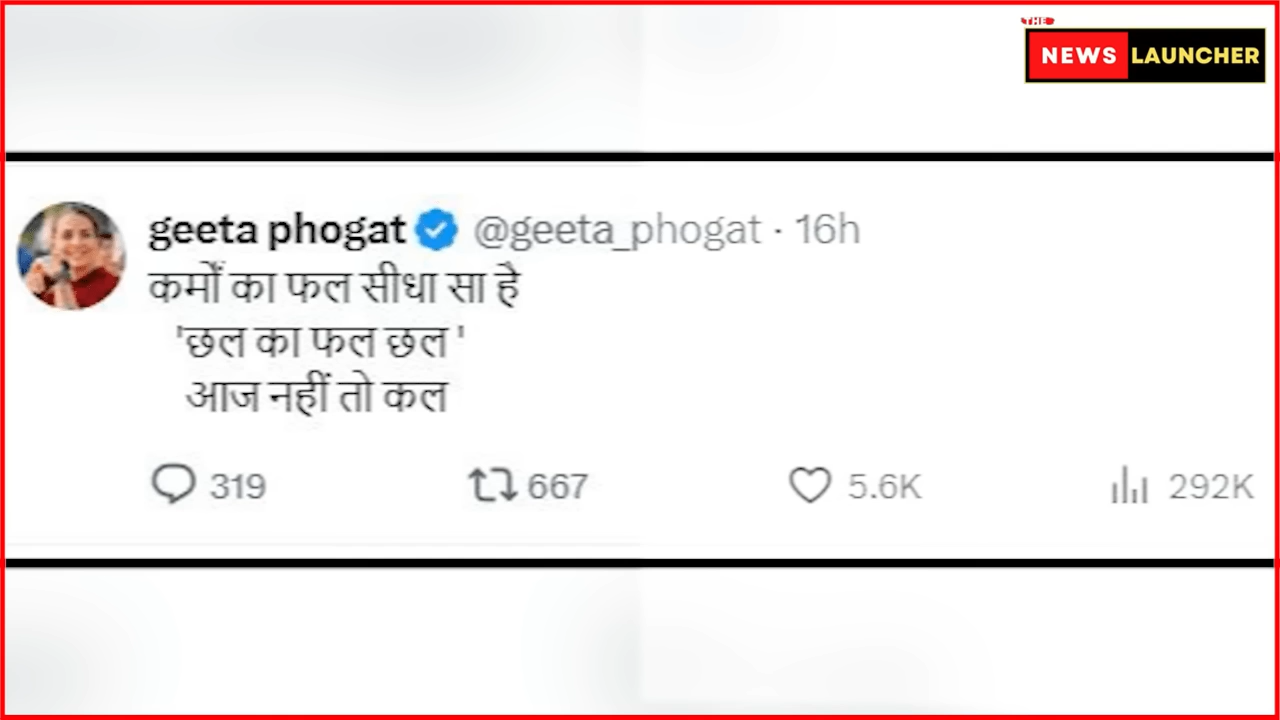 THE
NEWS LAUNCHER
geeta phogat @geeta_phogat · 16h
कर्मों का फल सीधा सा है
'छल का फल छल '
आज नहीं तो कल
319 667 5.6K 292K